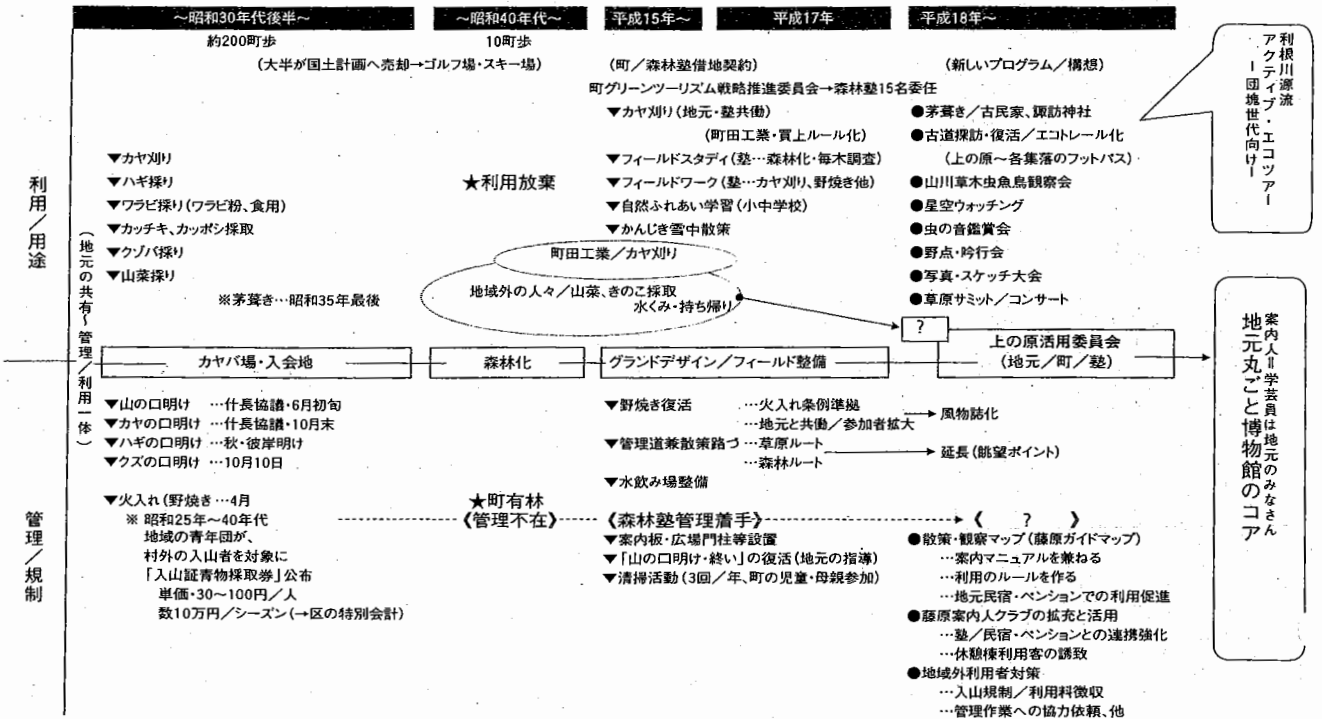 ～昭和30年代後半～
～昭和40年代～
平成15年～
平成17年
平成18年～
約200町歩
10町歩
(大半が国土計画へ売却→ゴルフ場・スキー場)
(町／森林塾借地契約)
(新しいプログラム／構想)
町グリーンツーリズム戦略推進委員会→森林塾15名委任
利用／用途
(地元の共有～管理／利用一体)
▼カヤ刈り
▼ハギ採り
▼ワラビ採り(ワラビ粉、食用)
▼カッチキ、カッポシ採取
▼クゾバ採り
▼山菜採り
※茅葺き…昭和35年最後
★利用放棄
▼カヤ刈り(地元・塾共働)
(町田工業・買上ルール化)
▼フィールドスタディ(塾…森林化・毎木調査)
▼フィールドワーク(塾…カヤ刈り、野焼き他)
▼自然ふれあい学習(小中学校)
▼かんじき雪中散策
町田工業／カヤ刈り
地域外の人々／山菜、きのこ採取
水くみ・持ち帰り
●茅葺き／古民家、諏訪神社
●古道探訪・復活／エコトレール化
(上の原～各集落のフットパス)
●山川草木虫魚鳥観察会
●星空ウォッチング
●虫の音鑑賞会
●野点・吟行会
●写真・スケッチ大会
●草原サミット／コンサート
利根川源流
アクティブ・エコツアー
ー団塊世代向けー
カヤバ場・入会地
森林化
グランドデザイン／フィールド整備
?
上の原活用委員会
(地元／町／塾)
案内人＝学芸員は地元のみなさん
地元丸ごと博物館のコア
管理／規制
▼山の口明け …什長協議・6月初旬
▼カヤの口明け …什長協議・10月末
▼ハギの口明け …秋・彼岸明け
▼クズの口明け …10月10日
▼火入れ(野焼き…4月
※ 昭和25年～40年代
地域の青年団が、
村外の入山者を対象に
「入山証青物採取券」公布
単価・30～100円／人
数10万円／シーズン(→区の特別会計)
★町有林
《管理不在》
▼野焼き復活 …火入れ条例準拠
…地元と共働／参加者拡大
風物誌化
▼管理道兼散策路づ …草原ルート
…森林ルート
延長(眺望ポイント)
▼水飲み場整備
《森林塾管理着手》
▼案内板・広場門柱等設置
▼「山の口明け・終い」の復活(地元の指導)
▼清掃活動(3回／年、町の児童・母親参加)
《 ? 》
●散策・観察マップ(藤原ガイドマップ)
…案内マニュアルを兼ねる
…利用のルールを作る
…地元民宿・ペンションでの利用促進
●藤原案内人クラブの拡充と活用
…塾／民宿・ペンションとの連携強化
…休憩棟利用客の誘致
●地域外利用者対策
…入山規制／利用料徴収
…管理作業への協力依頼、他